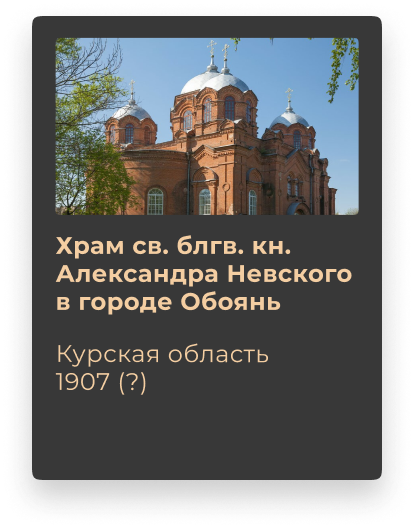 Храм св. блгв. кн.
Александра Невского
в городе Обоянь
Курская область
1907 (?)